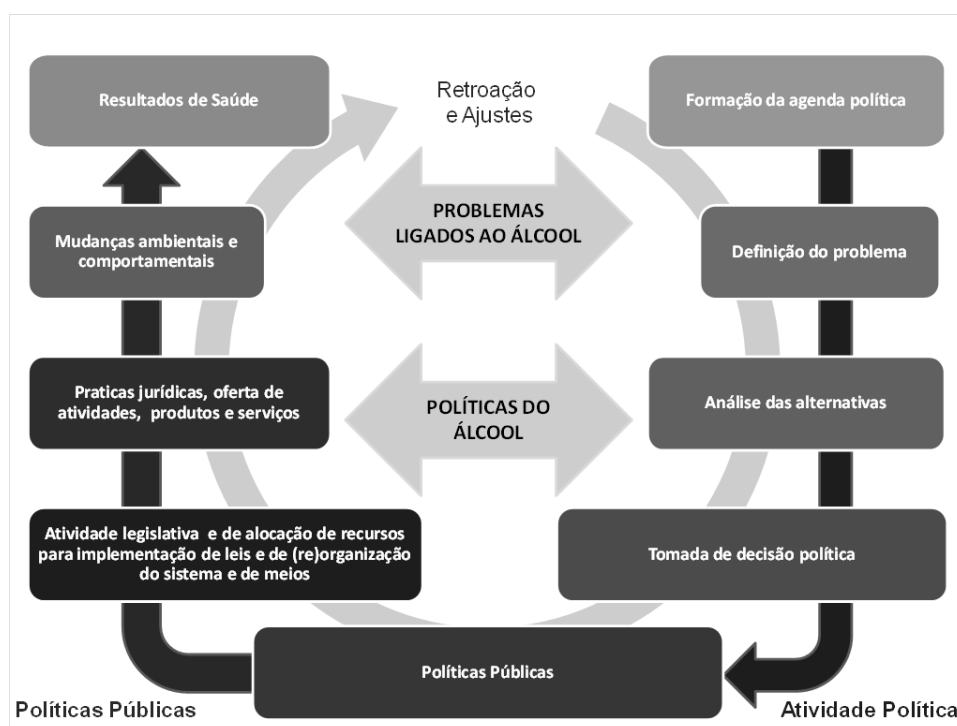 Resultados de Saúde
Retroação
e Ajustes
Formação da agenda política
Mudanças ambientais e
comportamentais
PROBLEMAS
LIGADOS AO ÁLCOOL
Definição do problema
Praticas jurídicas, oferta de
atividades, produtos e serviços
POLÍTICAS DO
ÁLCOOL
Análise das alternativas
Atividade legislativa e de alocação de recursos
para implementação de leis e de (re)organização
do sistema e de meios
Tomada de decisão política
Políticas Públicas
Políticas Públicas
Atividade Política